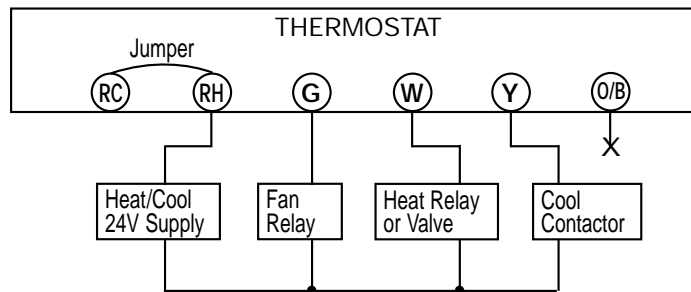 THERMOSTAT
Jumper
RC RH G W Y O/B
X
Heat/Cool
24V Supply
Fan
Relay
Heat Relay
or Valve
Cool
Contactor